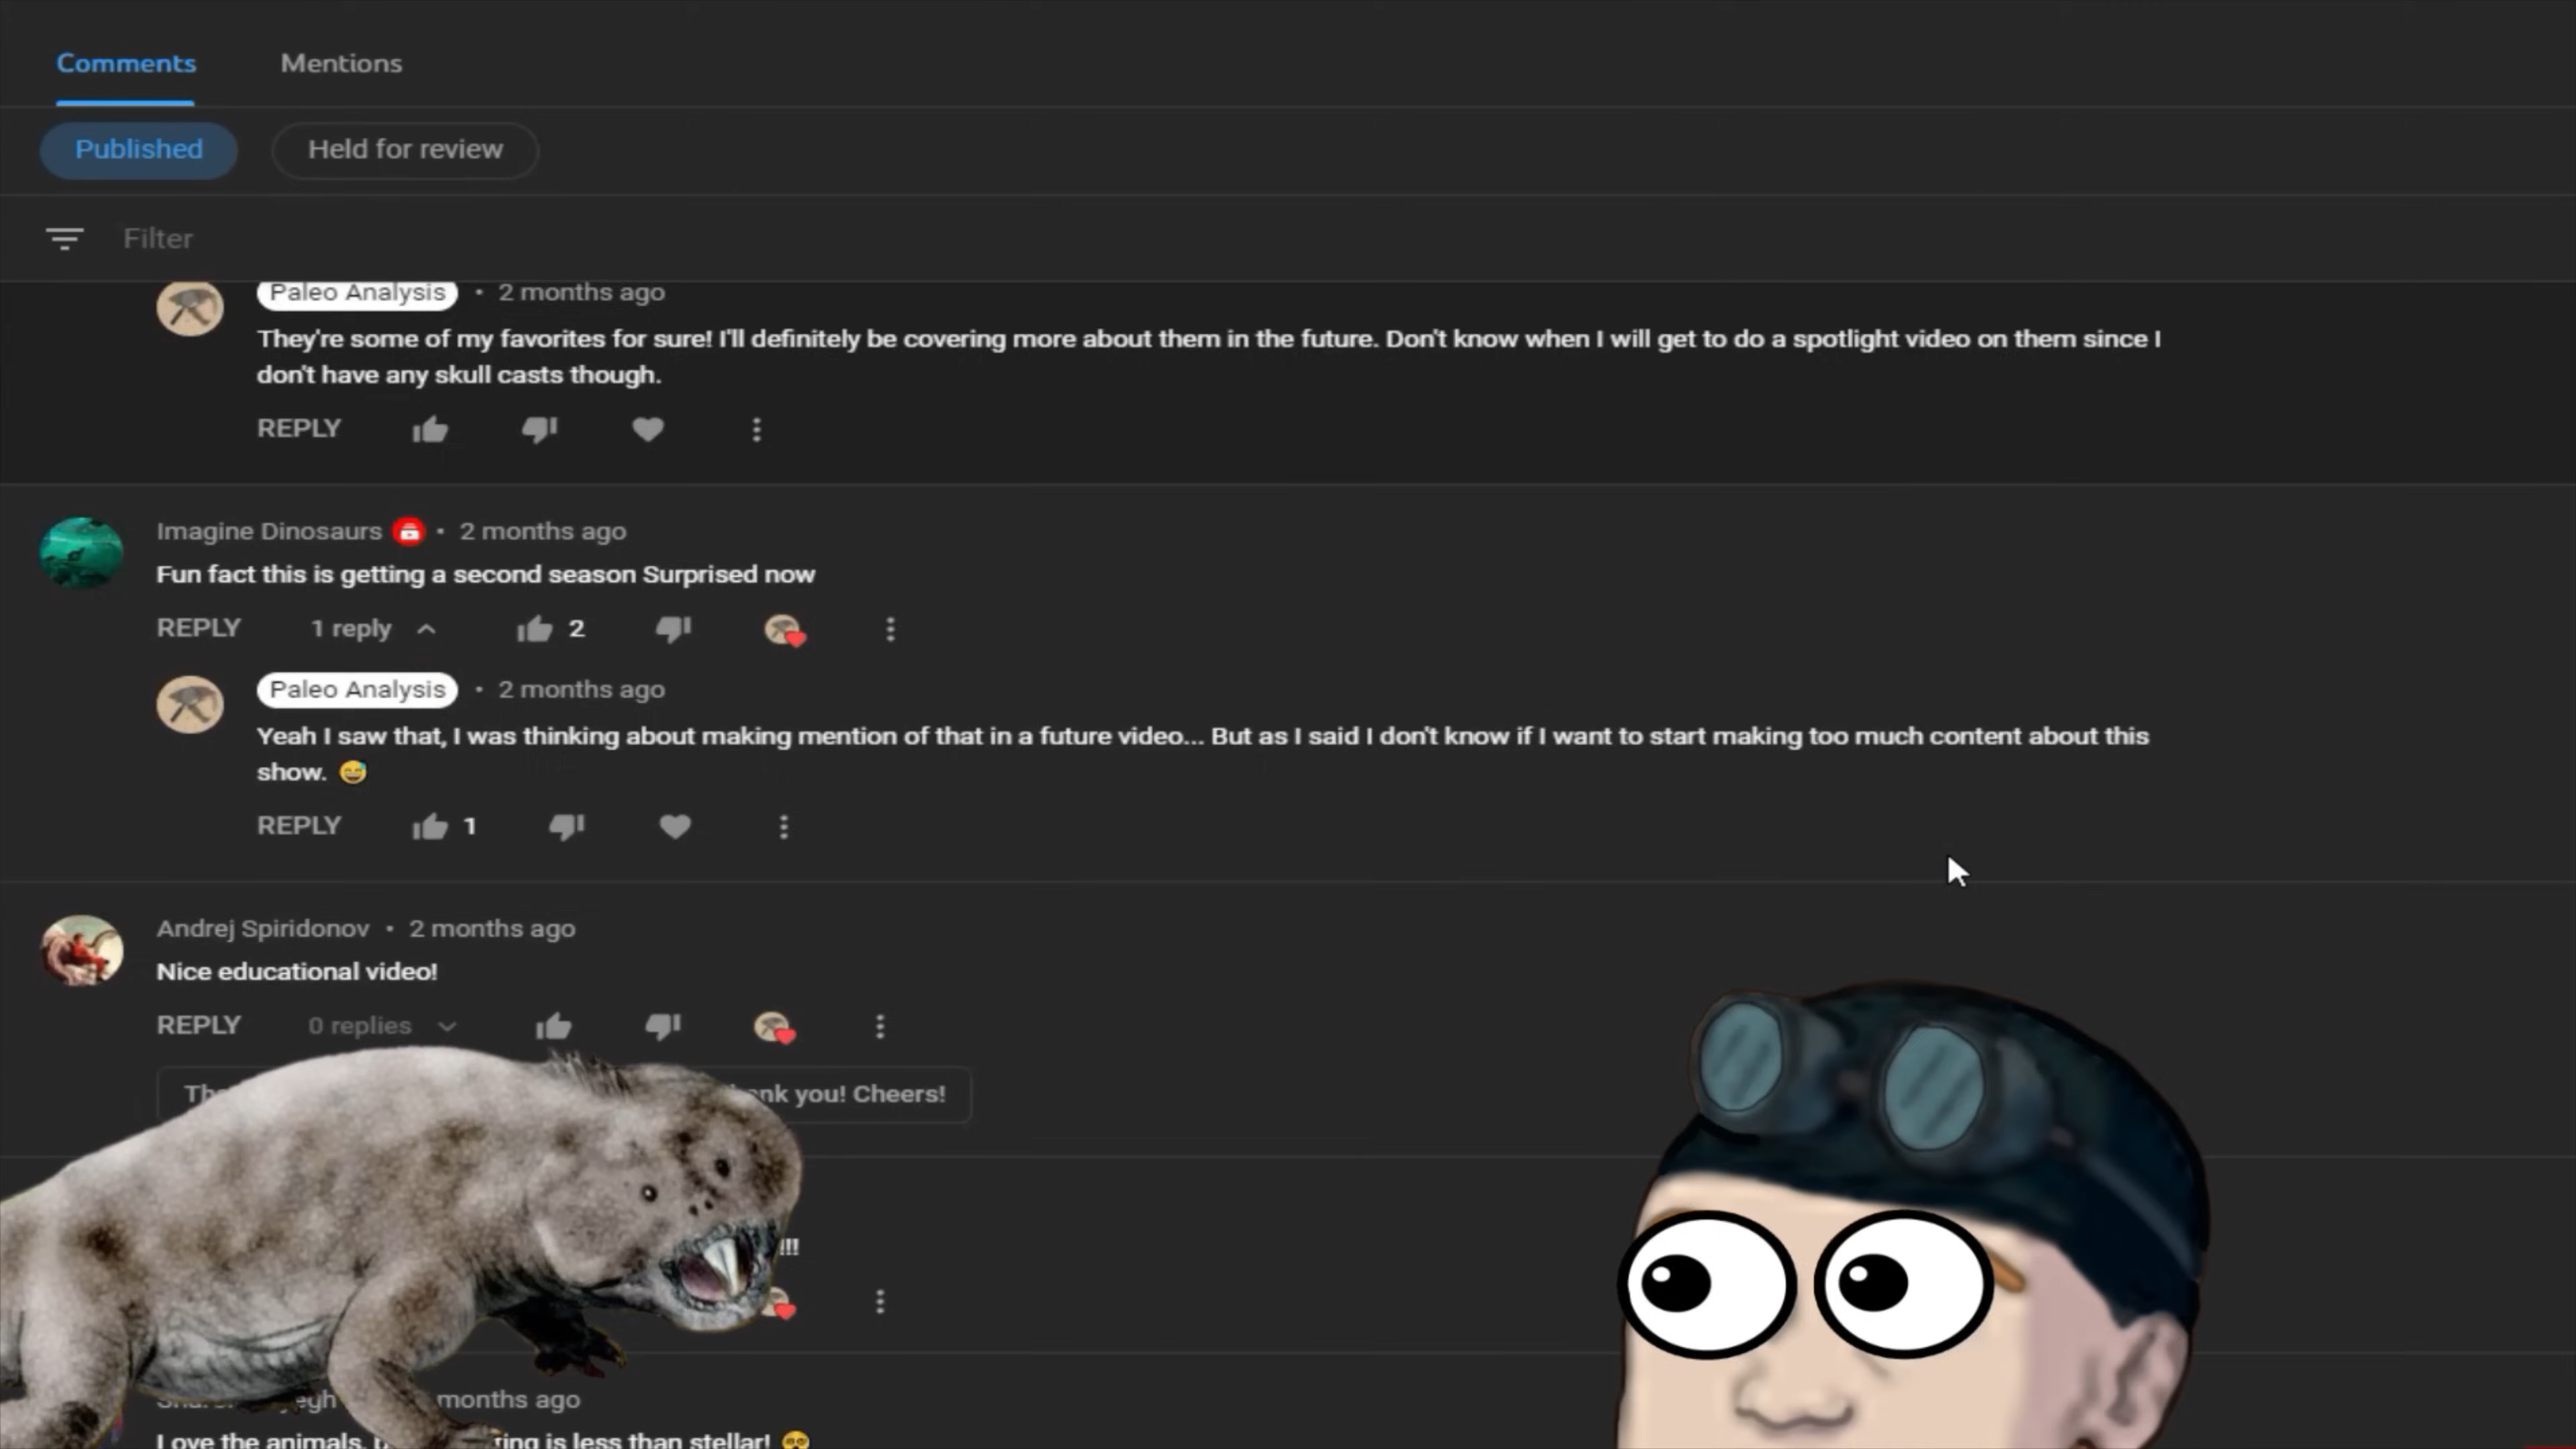 Comments Mentions
Published Held for review
Filter
Paleo Analysis • 2 months ago
They're some of my favorites for sure! I'll definitely be covering more about them in the future. Don't know when I will get to do a spotlight video on them since I
don't have any skull casts though.
REPLY
Imagine Dinosaurs • 2 months ago
Fun fact this is getting a second season Surprised now
REPLY 1 reply 2
Paleo Analysis • 2 months ago
Yeah I saw that, I was thinking about making mention of that in a future video... But as I said I don't know if I want to start making too much content about this
show. 😅
REPLY 1
Andrej Spiridonov • 2 months ago
Nice educational video!
REPLY 0 replies
you! Cheers!
!!!
months ago
Love the animals, is less than stellar!